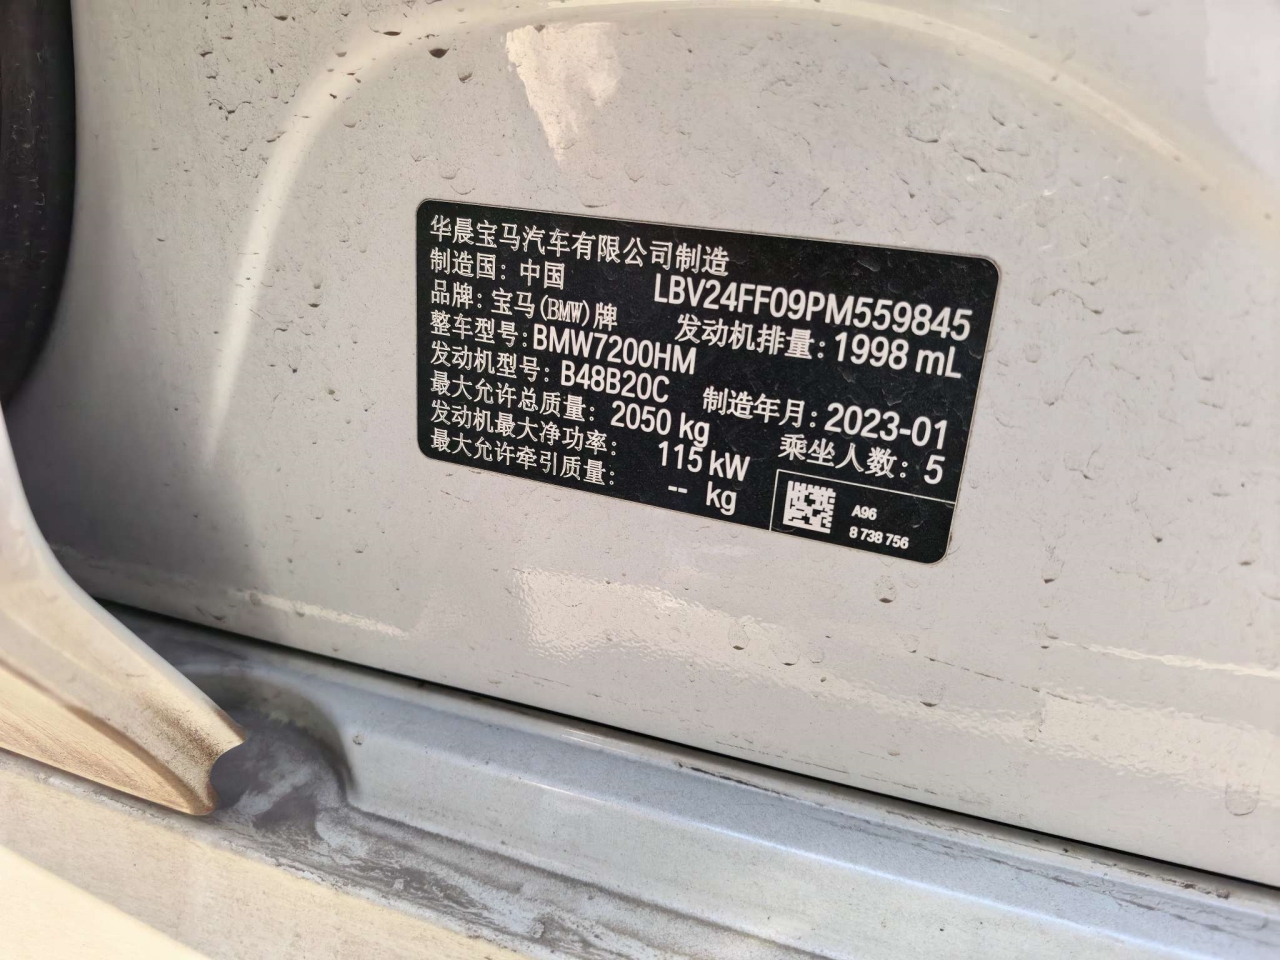 华晨宝马汽车有限公司制造
制造国：中国 LBV24FF09PM559845
品牌：宝马(BMW)牌 发动机排量：1998 mL
整车型号：BMW7200HM
发动机型号：B48B20C 制造年月：2023-01
最大允许总质量：2050 kg 乘坐人数：5
发动机最大净功率：115 kW
最大允许牵引质量：-- kg
A96
8 738 756